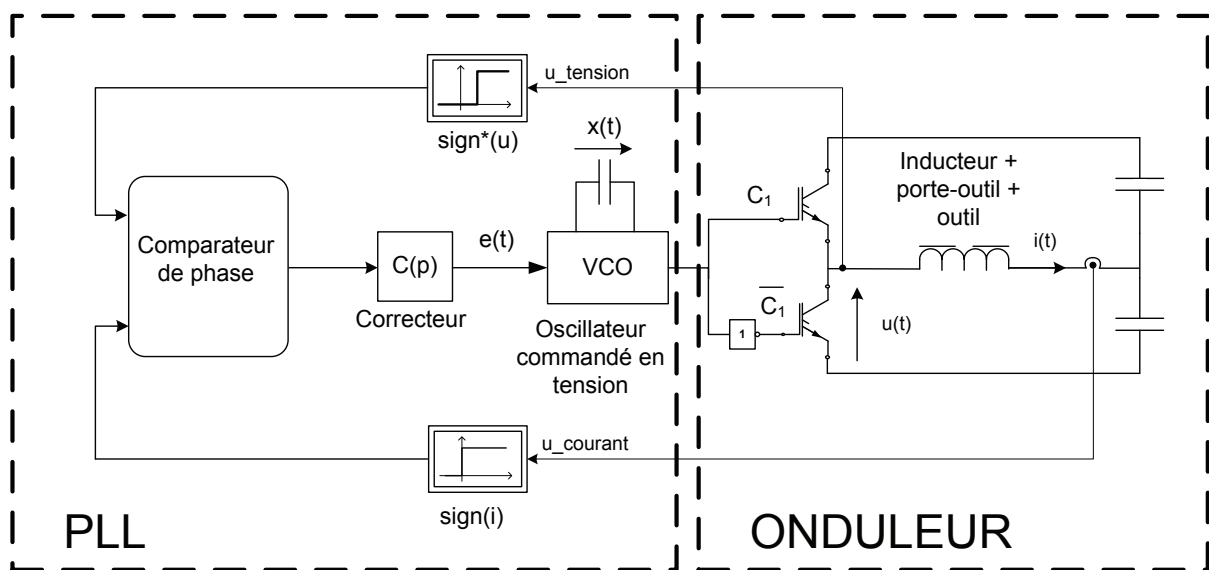 u_tension
sign*(u)
x(t)
Inducteur +
porte-outil +
outil
C1
i(t)
Comparateur
de phase
C(p)
e(t)
VCO
Correcteur
Oscillateur
commandé en
tension
C1
1
u(t)
u_courant
sign(i)
PLL
ONDULEUR